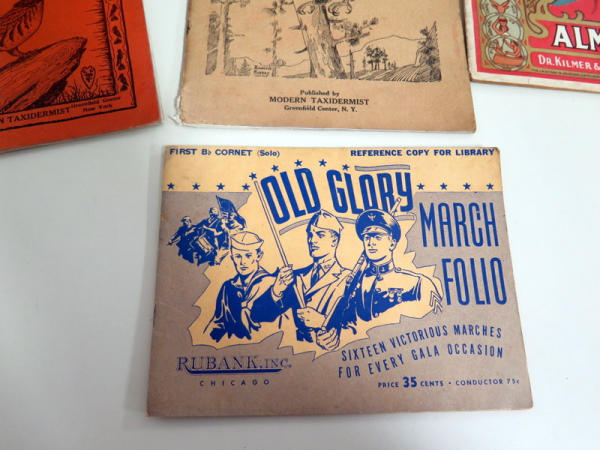 N TAXIDERMIST
Greenfield Center
New York
Published by
MODERN TAXIDERMIST
Greenfield Center, N. Y.
ALM
DR. KILMER &
FIRST B♭ CORNET (Solo)
REFERENCE COPY FOR LIBRARY
OLD GLORY
MARCH
FOLIO
SIXTEEN VICTORIOUS MARCHES
FOR EVERY GALA OCCASION
RUBANK, INC.
CHICAGO
PRICE 35 CENTS • CONDUCTOR 75¢